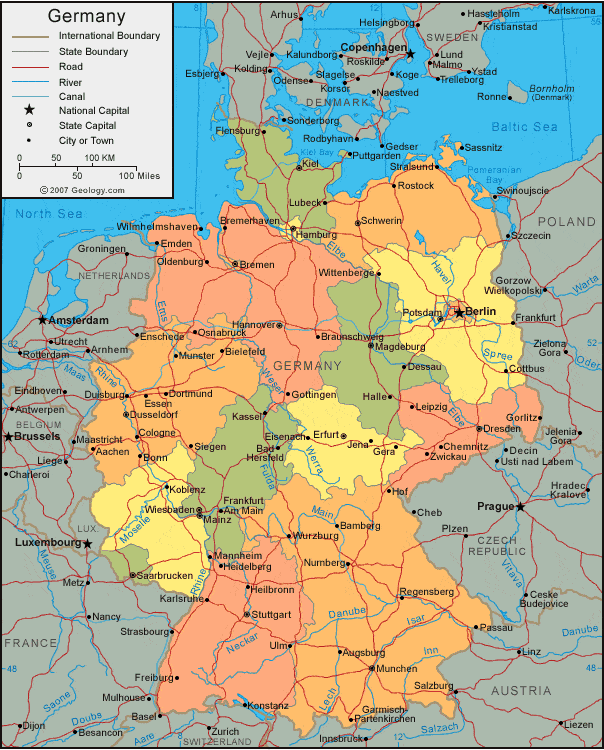 Germany
International Boundary
State Boundary
Road
River
Canal
National Capital
State Capital
City or Town
0 50 100 KM
0 50 100 Miles
© 2007 Geology.com
Arhus
Hassleholm
Karlskrona
Helsingborg
Kristianstad
56
Copenhagen
SWEDEN
Vejle
Kalundborg
Roskilde
Lund
Malmo
Esbjerg
Kolding
Slagelse
Koge
Ystad
Odense
Korsor
Trelleborg
Naestved
Bornholm
(Denmark)
Ronne
DENMARK
Sonderborg
Baltic Sea
Flensburg
Rodbyhavn
Gedser
Sassnitz
Kiel Bay
Puttgarden
Kiel
Stralsund
Pomeranian
Bay
Rostock
Swinoujscie
Lubeck
North Sea
Bremerhaven
Schwerin
POLAND
Wilmhelmshaven
Hamburg
Szczecin
Groningen
Emden
Elbe
Oldenburg
Bremen
Wittenberge
Havel
NETHERLANDS
Gorzow
Wielkopolski
Warta
Ems
Potsdam
Berlin
Amsterdam
Hannover
Frankfurt
Osnabruck
Enschede
Braunschweig
52
52
Utrecht
Arnhem
Munster
Bielefeld
Magdeburg
Zielona
Gora
Rotterdam
Spree
Oder
Maas
Rhine
GERMANY
Dessau
Cottbus
Weser
Eindhoven
Duisburg
Dortmund
Gottingen
Essen
Halle
Antwerpen
Dusseldorf
Kassel
Leipzig
Elbe
Gorlitz
BELGIUM
Brussels
Cologne
Eisenach
Erfurt
Dresden
Jelenia
Gora
Maastricht
Siegen
Jena
Chemnitz
Aachen
Bonn
Bad
Hersfeld
Gera
Zwickau
Decin
Liege
Werra
Usti nad Labem
Charleroi
Fulda
Koblenz
Hof
Hradec
Kralove
Frankfurt
Am Main
Wiesbaden
Main
Cheb
Prague
Mainz
LUX.
Moselle
Bamberg
Wurzburg
Plzen
Luxembourg
CZECH
REPUBLIC
Mannheim
Meuse
Heidelberg
Nurnberg
Vltava
Metz
Saarbrucken
Heilbronn
Rhine
Regensberg
Ceske
Budejovice
Karlsruhe
Nancy
Stuttgart
Danube
Isar
Passau
Strasbourg
Danube
FRANCE
Neckar
Ulm
Augsburg
Inn
Linz
48
48
Munchen
Freiburg
Salzburg
AUSTRIA
Mulhouse
Saone
Lech
Konstanz
Garmisch-
Partenkirchen
Basel
Doubs
Dijon
Zurich
Salzach
Liezen
Besancon
Aare
8
SWITZERLAND
Innsbruck
12